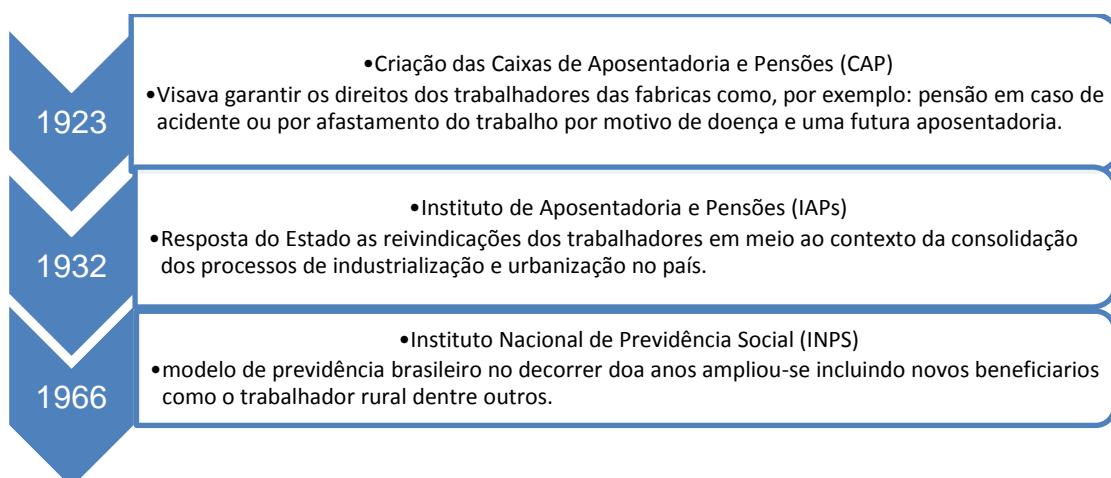 1923
•Criação das Caixas de Aposentadoria e Pensões (CAP)
•Visava garantir os direitos dos trabalhadores das fabricas como, por exemplo: pensão em caso de
acidente ou por afastamento do trabalho por motivo de doença e uma futura aposentadoria.
1932
•Instituto de Aposentadoria e Pensões (IAPs)
•Resposta do Estado as reivindicações dos trabalhadores em meio ao contexto da consolidação
dos processos de industrialização e urbanização no país.
1966
•Instituto Nacional de Previdência Social (INPS)
•modelo de previdência brasileiro no decorrer doa anos ampliou-se incluindo novos beneficiarios
como o trabalhador rural dentre outros.